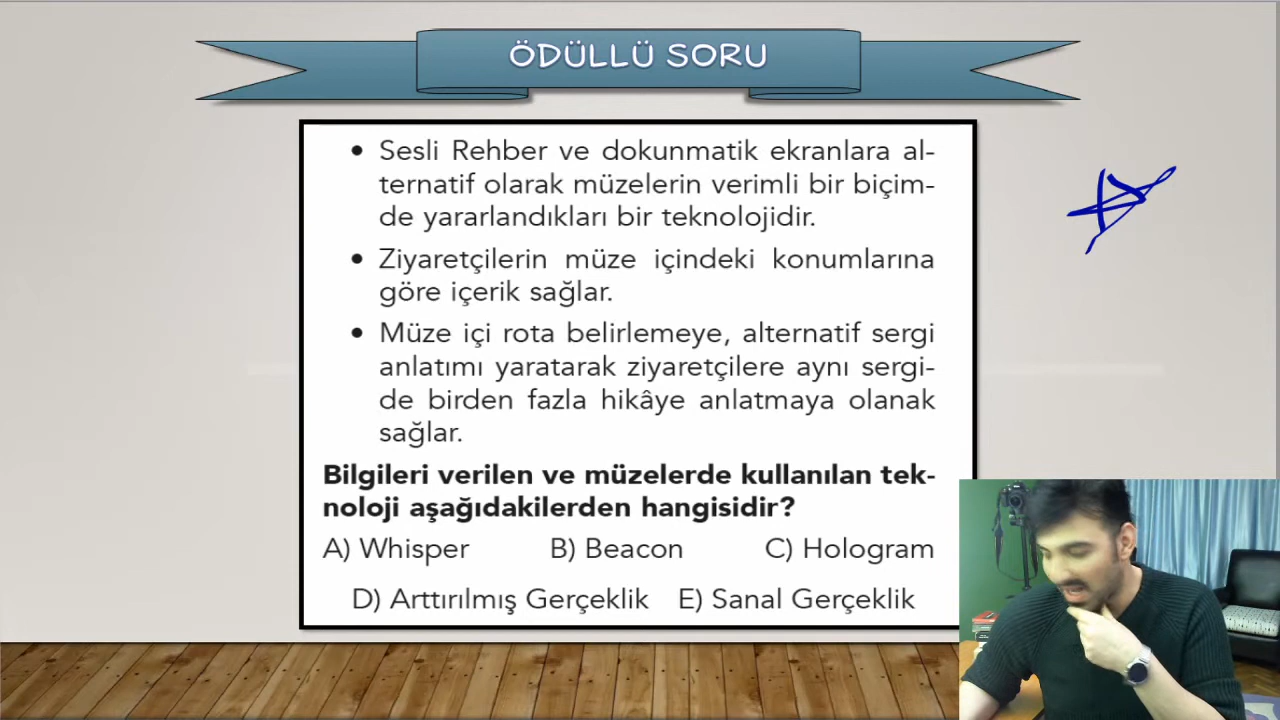 ÖDÜLLÜ SORU
• Sesli Rehber ve dokunmatik ekranlara al-
ternatif olarak müzelerin verimli bir biçim-
de yararlandıkları bir teknolojidir.
• Ziyaretçilerin müze içindeki konumlarına
göre içerik sağlar.
• Müze içi rota belirlemeye, alternatif sergi
anlatımı yaratarak ziyaretçilere aynı sergi-
de birden fazla hikâye anlatmaya olanak
sağlar.
Bilgileri verilen ve müzelerde kullanılan tek-
noloji aşağıdakilerden hangisidir?
A) Whisper B) Beacon C) Hologram
D) Arttırılmış Gerçeklik E) Sanal Gerçeklik